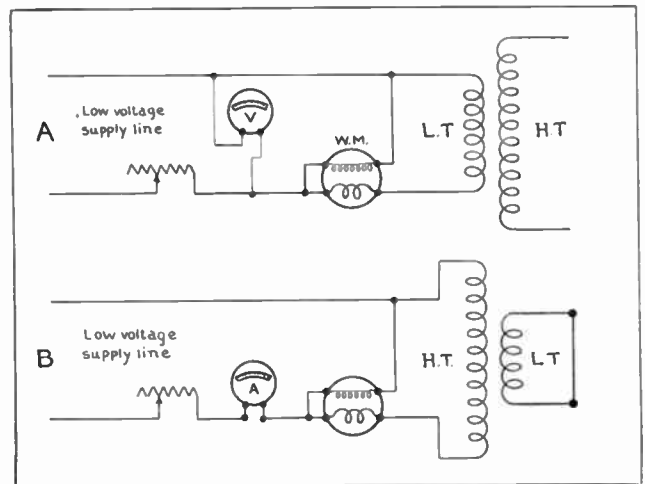 A
Low voltage
supply line
V
W.M.
L.T
H.T
B
Low voltage
supply line
A
H.T.
L T